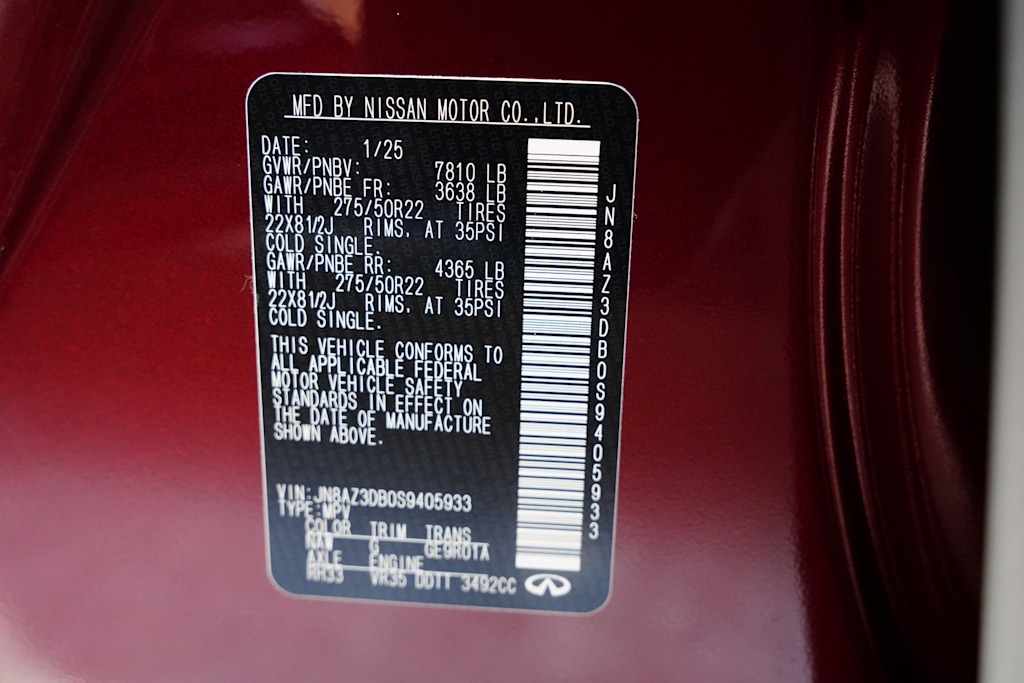 MFD BY NISSAN MOTOR CO.,LTD.
DATE: 1/25
GVWR/PNBV: 7810 LB
GAWR/PNBE FR: 3638 LB
WITH 275/50R22 TIRES
22X81/2J RIMS, AT 35PSI
COLD SINGLE.
GAWR/PNBE RR: 4365 LB
WITH 275/50R22 TIRES
22X81/2J RIMS, AT 35PSI
COLD SINGLE.
THIS VEHICLE CONFORMS TO
ALL APPLICABLE FEDERAL
MOTOR VEHICLE SAFETY
STANDARDS IN EFFECT ON
THE DATE OF MANUFACTURE
SHOWN ABOVE.
VIN:JN8AZ3DB0S9405933
TYPE:MPV
COLOR TRIM TRANS
NAW G GE9R01A
AXLE ENGINE
RH33 VR35 DDTT 3492CC
JN8AZ3DB0S9405933